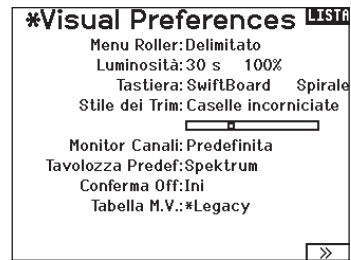 *Visual Preferences LISTA
Menu Roller: Delimitato
Luminosità: 30 s 100%
Tastiera: SwiftBoard Spirale
Stile dei Trim: Caselle incorniciate
Monitor Canali: Predefinita
Tavolozza Predef: Spektrum
Conferma Off: Ini
Tabella M.V.: *Legacy
>>